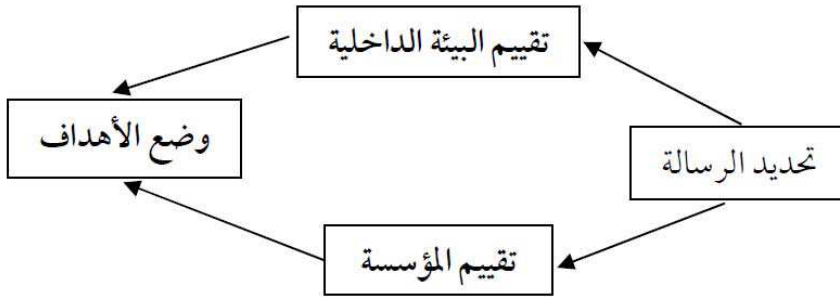 تقييم البيئة الداخلية
تحديد الرسالة
وضع الأهداف
تقييم المؤسسة